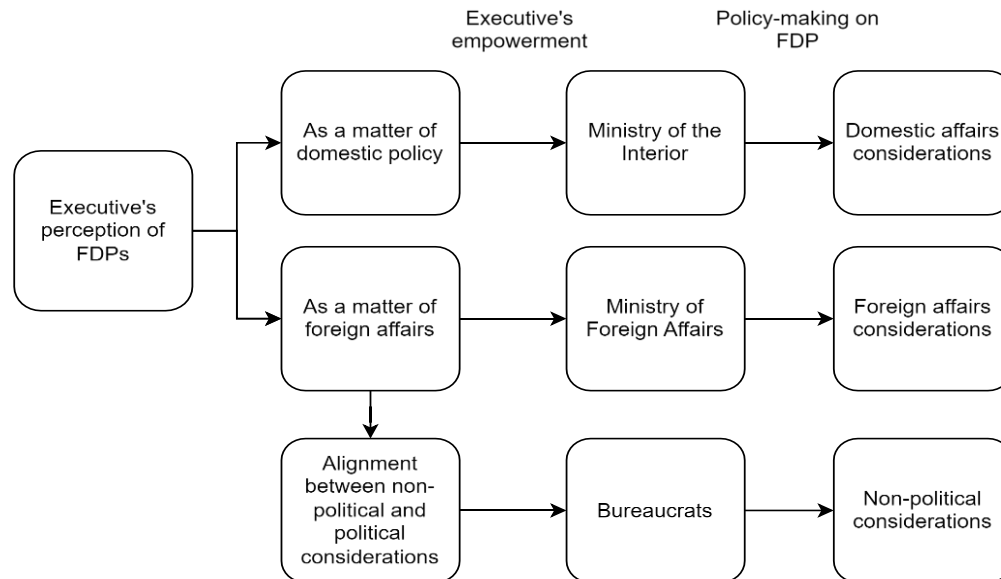 Executive's
empowerment
Policy-making on
FDP
As a matter of
domestic policy
Ministry of the
Interior
Domestic affairs
considerations
Executive's
perception of
FDPs
As a matter of
foreign affairs
Ministry of
Foreign Affairs
Foreign affairs
considerations
Alignment
between non-
political and
political
considerations
Bureaucrats
Non-political
considerations